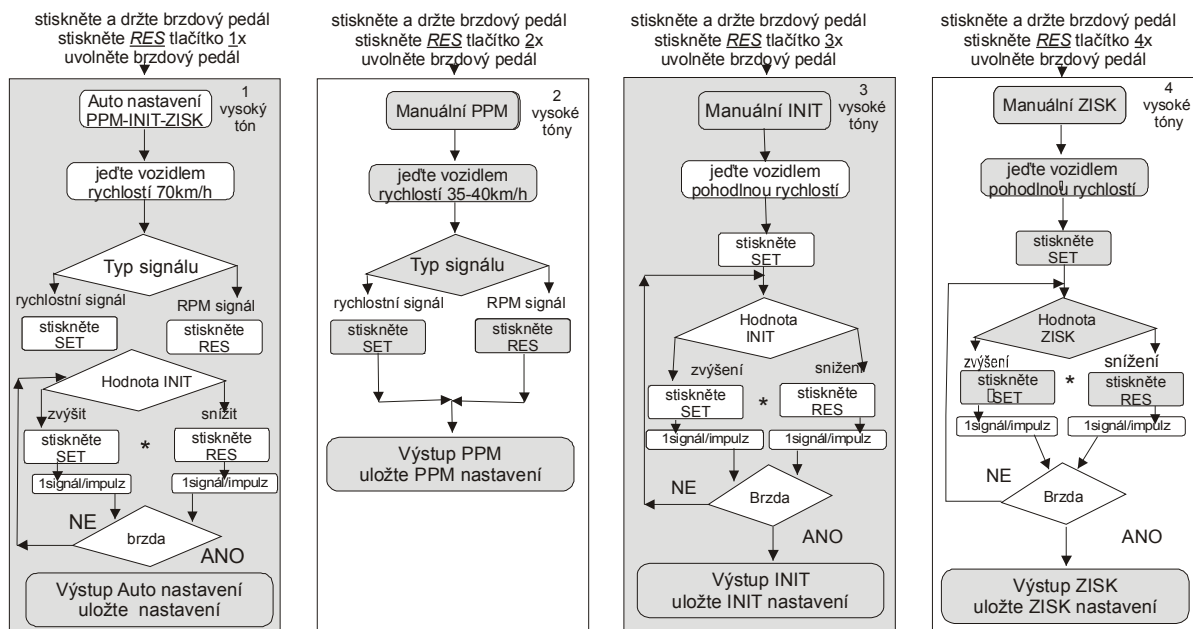 stiskněte a držte brzdový pedál
stiskněte RES tlačítko 1x
uvolněte brzdový pedál
1
vysoký
tón
Auto nastavení
PPM-INIT-ZISK
jeďte vozidlem
rychlostí 70km/h
Typ signálu
rychlostní signál
RPM signál
stiskněte
SET
stiskněte
RES
Hodnota INIT
zvýšit
snížit
stiskněte
SET
*
stiskněte
RES
1signál/impulz
1signál/impulz
NE
brzda
ANO
Výstup Auto nastavení
uložte nastavení
stiskněte a držte brzdový pedál
stiskněte RES tlačítko 2x
uvolněte brzdový pedál
2
vysoké
tóny
Manuální PPM
jeďte vozidlem
rychlostí 35-40km/h
Typ signálu
rychlostní signál
RPM signál
stiskněte
SET
stiskněte
RES
Výstup PPM
uložte PPM nastavení
stiskněte a držte brzdový pedál
stiskněte RES tlačítko 3x
uvolněte brzdový pedál
3
vysoké
tóny
Manuální INIT
jeďte vozidlem
pohodlnou rychlostí
stiskněte
SET
Hodnota
INIT
zvýšení
snížení
stiskněte
SET
*
stiskněte
RES
1signál/impulz
1signál/impulz
NE
Brzda
ANO
Výstup INIT
uložte INIT nastavení
stiskněte a držte brzdový pedál
stiskněte RES tlačítko 4x
uvolněte brzdový pedál
4
vysoké
tóny
Manuální ZISK
jeďte vozidlem
pohodlnou rychlostí
stiskněte
SET
Hodnota
ZISK
zvýšení
snížení
stiskněte
SET
*
stiskněte
RES
1signál/impulz
1signál/impulz
NE
Brzda
ANO
Výstup ZISK
uložte ZISK nastavení